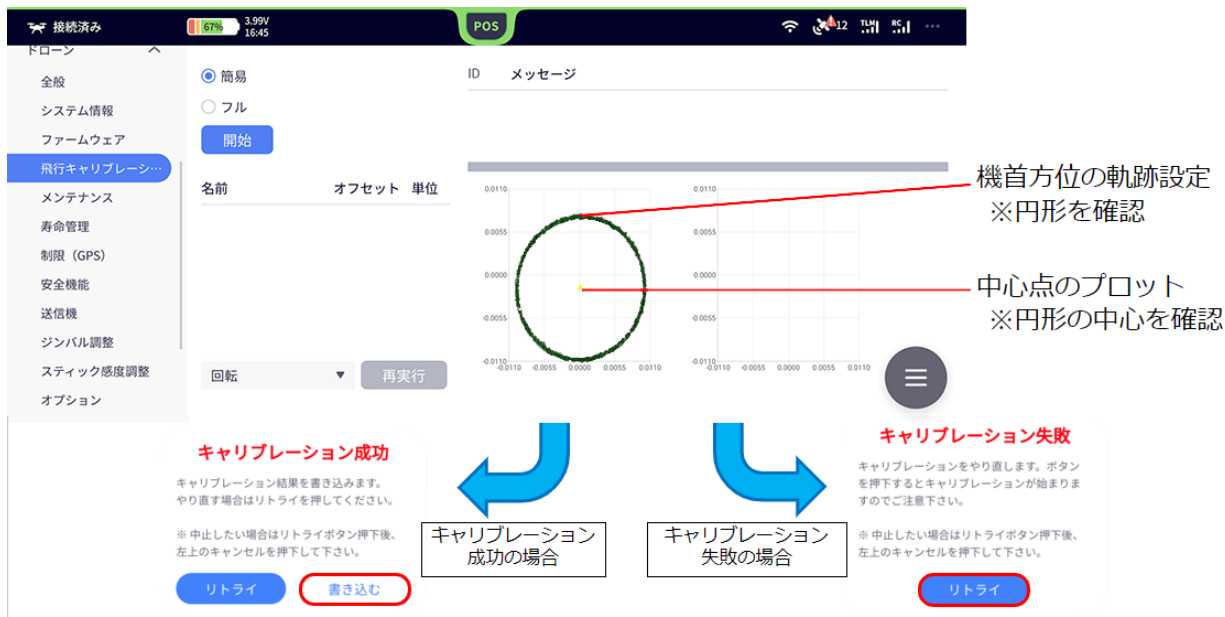 接続済み
67%
3.99V
16:45
POS
12
TLM
RC
ドローン
全般
システム情報
ファームウェア
飛行キャリブレーシ…
メンテナンス
寿命管理
制限（GPS）
安全機能
送信機
ジンバル調整
スティック感度調整
オプション
簡易
フル
開始
名前 オフセット 単位
回転 ▼
再実行
ID メッセージ
0.0110
0.0055
0.0000
-0.0055
-0.0110
-0.0110 -0.0055 0.0000 0.0055 0.0110
0.0110
0.0055
0.0000
-0.0055
-0.0110
-0.0110 -0.0055 0.0000 0.0055 0.0110
機首方位の軌跡設定
※円形を確認
中心点のプロット
※円形の中心を確認
キャリブレーション成功
キャリブレーション結果を書き込みます。
やり直す場合はリトライを押してください。
※ 中止したい場合はリトライボタン押下後、
左上のキャンセルを押下して下さい。
リトライ
書き込む
キャリブレーション
成功の場合
キャリブレーション
失敗の場合
キャリブレーション失敗
キャリブレーションをやり直します。ボタン
を押下するとキャリブレーションが始まりま
すのでご注意下さい。
※ 中止したい場合はリトライボタン押下後、
左上のキャンセルを押下して下さい。
リトライ